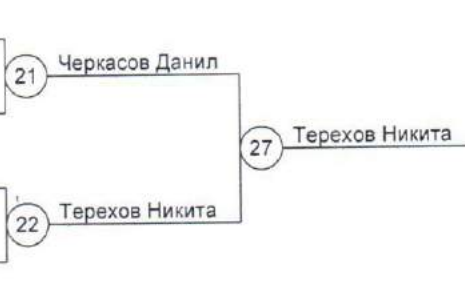 21 Черкасов Данил
27 Терехов Никита
22 Терехов Никита